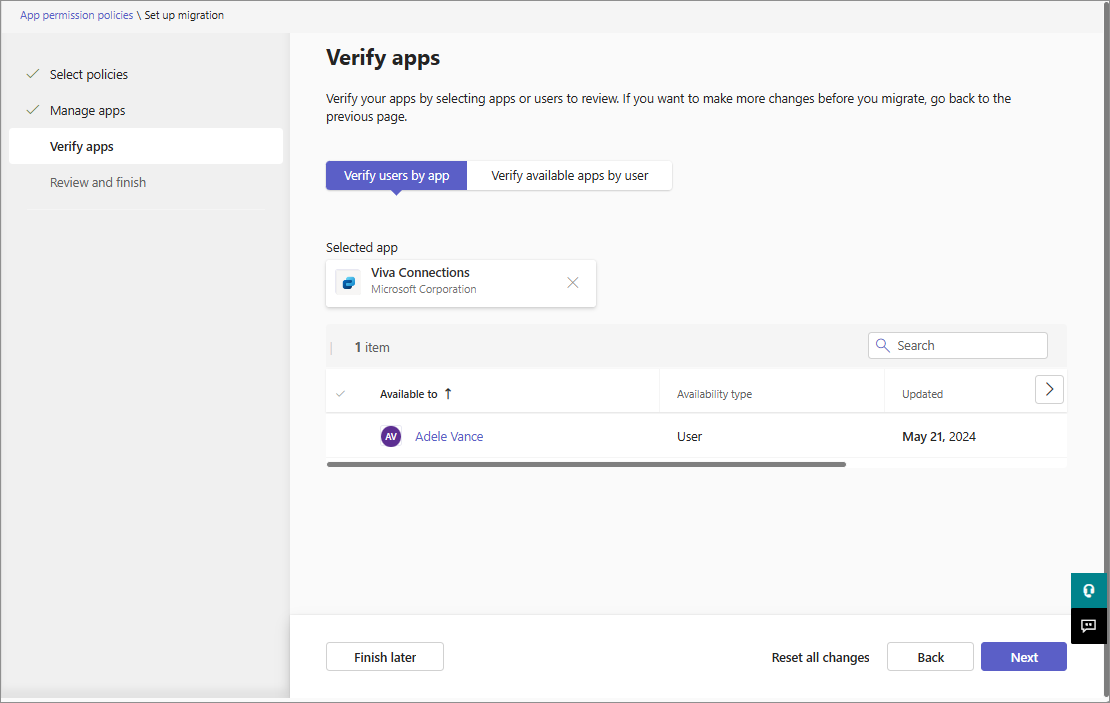 App permission policies \ Set up migration
Select policies
Manage apps
Verify apps
Review and finish
Verify apps
Verify your apps by selecting apps or users to review. If you want to make more changes before you migrate, go back to the
previous page.
Verify users by app
Verify available apps by user
Selected app
Viva Connections
Microsoft Corporation
1 item
Search
Available to ↑
Availability type
Updated
AV
Adele Vance
User
May 21, 2024
Finish later
Reset all changes
Back
Next